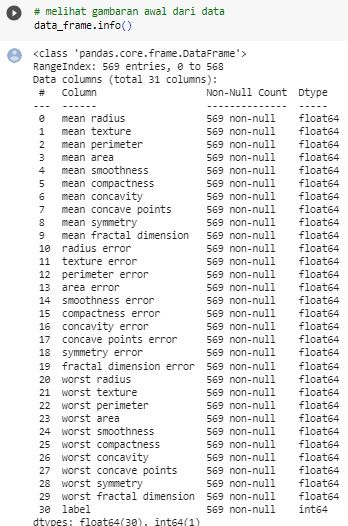 # melihat gambaran awal dari data
data_frame.info()
<class 'pandas.core.frame.DataFrame'>
RangeIndex: 569 entries, 0 to 568
Data columns (total 31 columns):
 #   Column                   Non-Null Count  Dtype
---  ------                   --------------  -----
 0   mean radius              569 non-null    float64
 1   mean texture             569 non-null    float64
 2   mean perimeter           569 non-null    float64
 3   mean area                569 non-null    float64
 4   mean smoothness          569 non-null    float64
 5   mean compactness         569 non-null    float64
 6   mean concavity           569 non-null    float64
 7   mean concave points      569 non-null    float64
 8   mean symmetry            569 non-null    float64
 9   mean fractal dimension   569 non-null    float64
 10  radius error             569 non-null    float64
 11  texture error            569 non-null    float64
 12  perimeter error          569 non-null    float64
 13  area error               569 non-null    float64
 14  smoothness error         569 non-null    float64
 15  compactness error        569 non-null    float64
 16  concavity error          569 non-null    float64
 17  concave points error     569 non-null    float64
 18  symmetry error           569 non-null    float64
 19  fractal dimension error  569 non-null    float64
 20  worst radius             569 non-null    float64
 21  worst texture            569 non-null    float64
 22  worst perimeter          569 non-null    float64
 23  worst area               569 non-null    float64
 24  worst smoothness         569 non-null    float64
 25  worst compactness        569 non-null    float64
 26  worst concavity          569 non-null    float64
 27  worst concave points     569 non-null    float64
 28  worst symmetry           569 non-null    float64
 29  worst fractal dimension  569 non-null    float64
 30  label                    569 non-null    int64
dtypes: float64(30), int64(1)